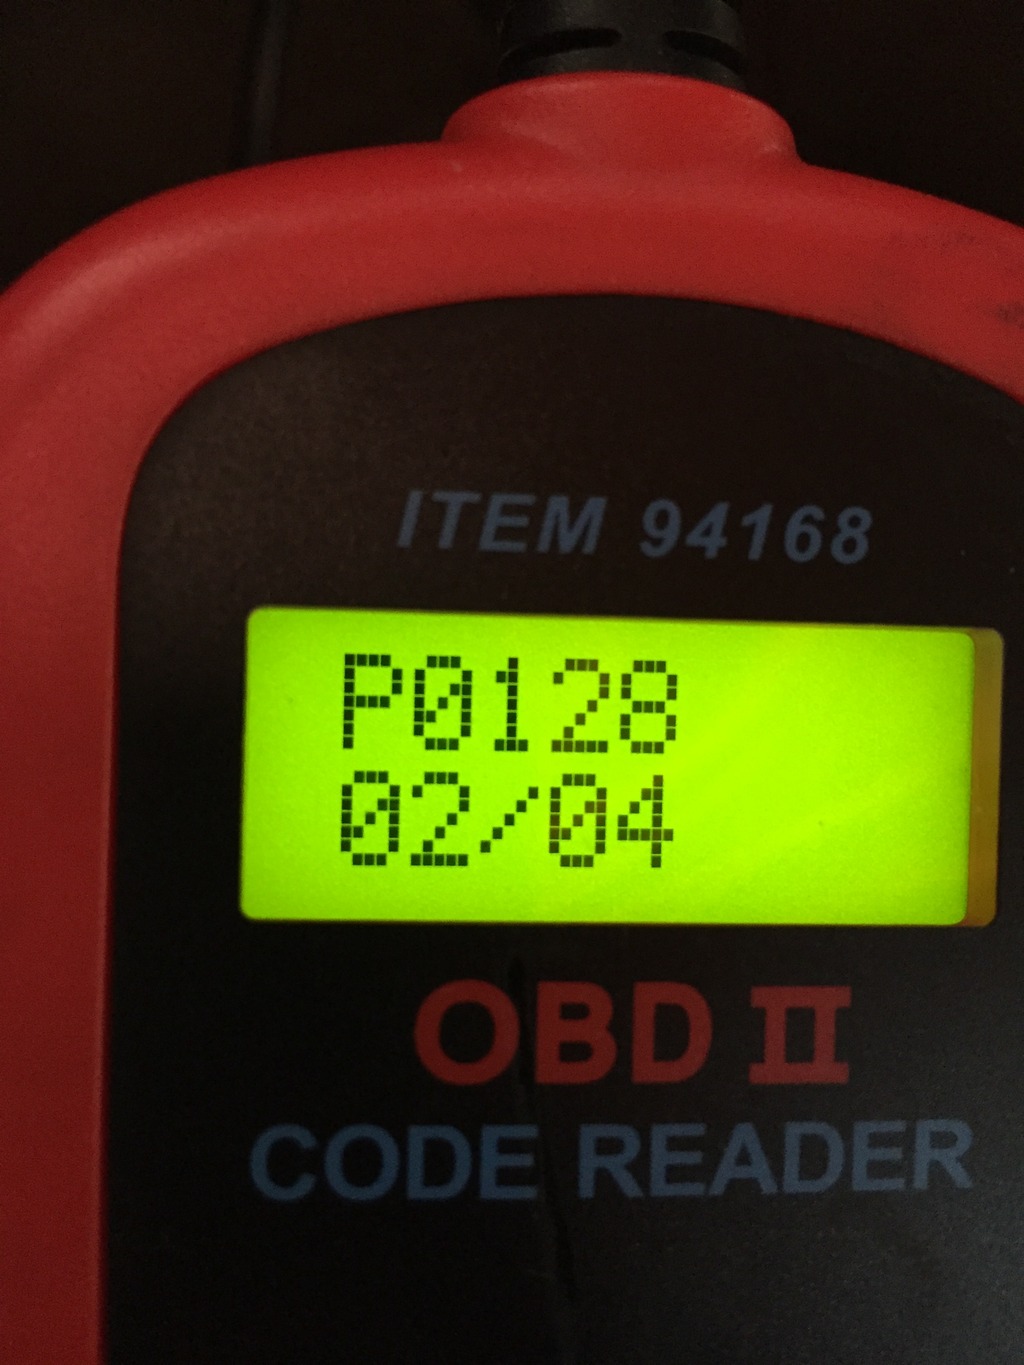 ITEM 94168
P0128
02/04
OBD II
CODE READER